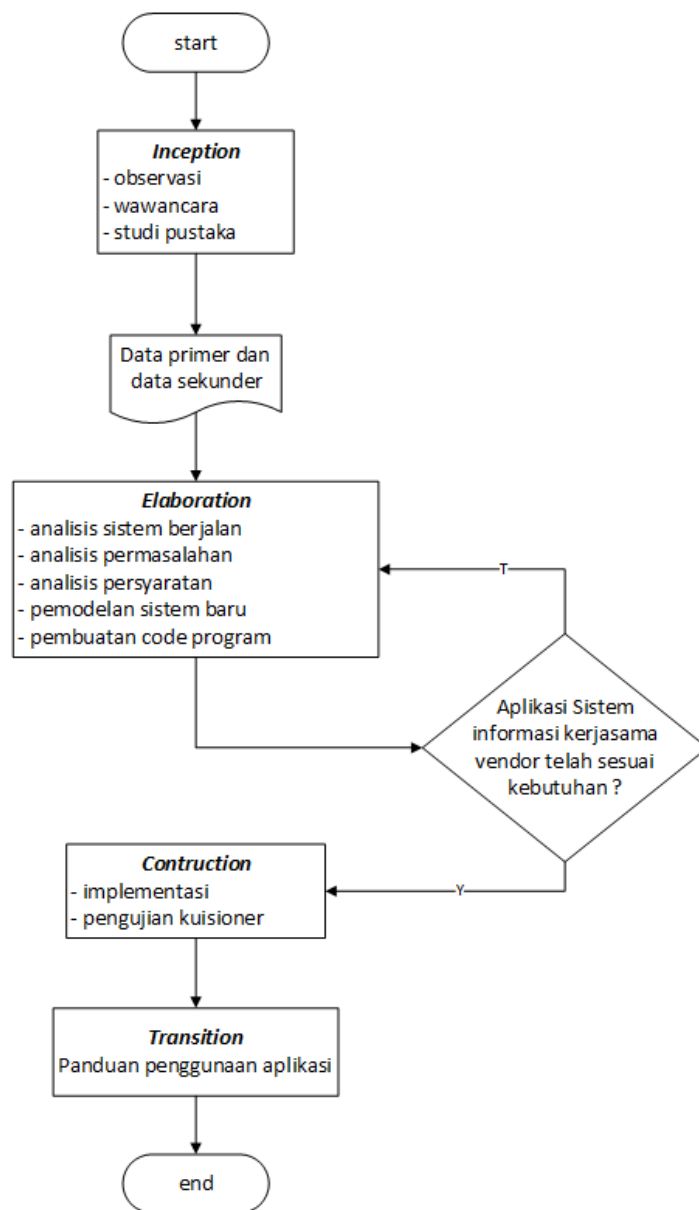 start
Inception
- observasi
- wawancara
- studi pustaka
Data primer dan
data sekunder
Elaboration
- analisis sistem berjalan
- analisis permasalahan
- analisis persyaratan
- pemodelan sistem baru
- pembuatan code program
T
Aplikasi Sistem
informasi kerjasama
vendor telah sesuai
kebutuhan ?
Y
Contruction
- implementasi
- pengujian kuisioner
Transition
Panduan penggunaan aplikasi
end